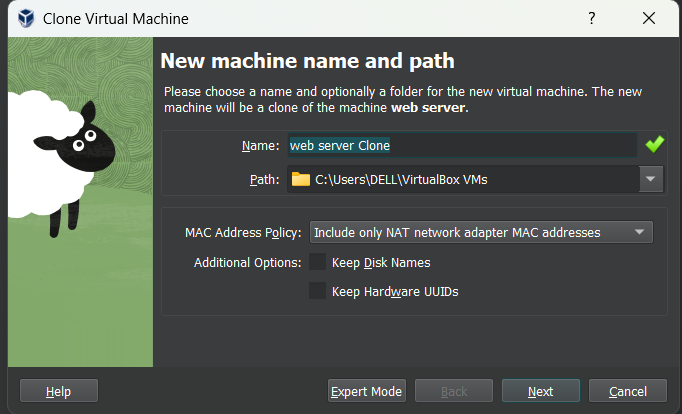 Clone Virtual Machine
?
New machine name and path
Please choose a name and optionally a folder for the new virtual machine. The new
machine will be a clone of the machine web server.
Name: web server Clone
Path: C:\Users\DELL\VirtualBox VMs
MAC Address Policy: Include only NAT network adapter MAC addresses
Additional Options: Keep Disk Names
Keep Hardware UUIDs
Help Expert Mode Back Next Cancel